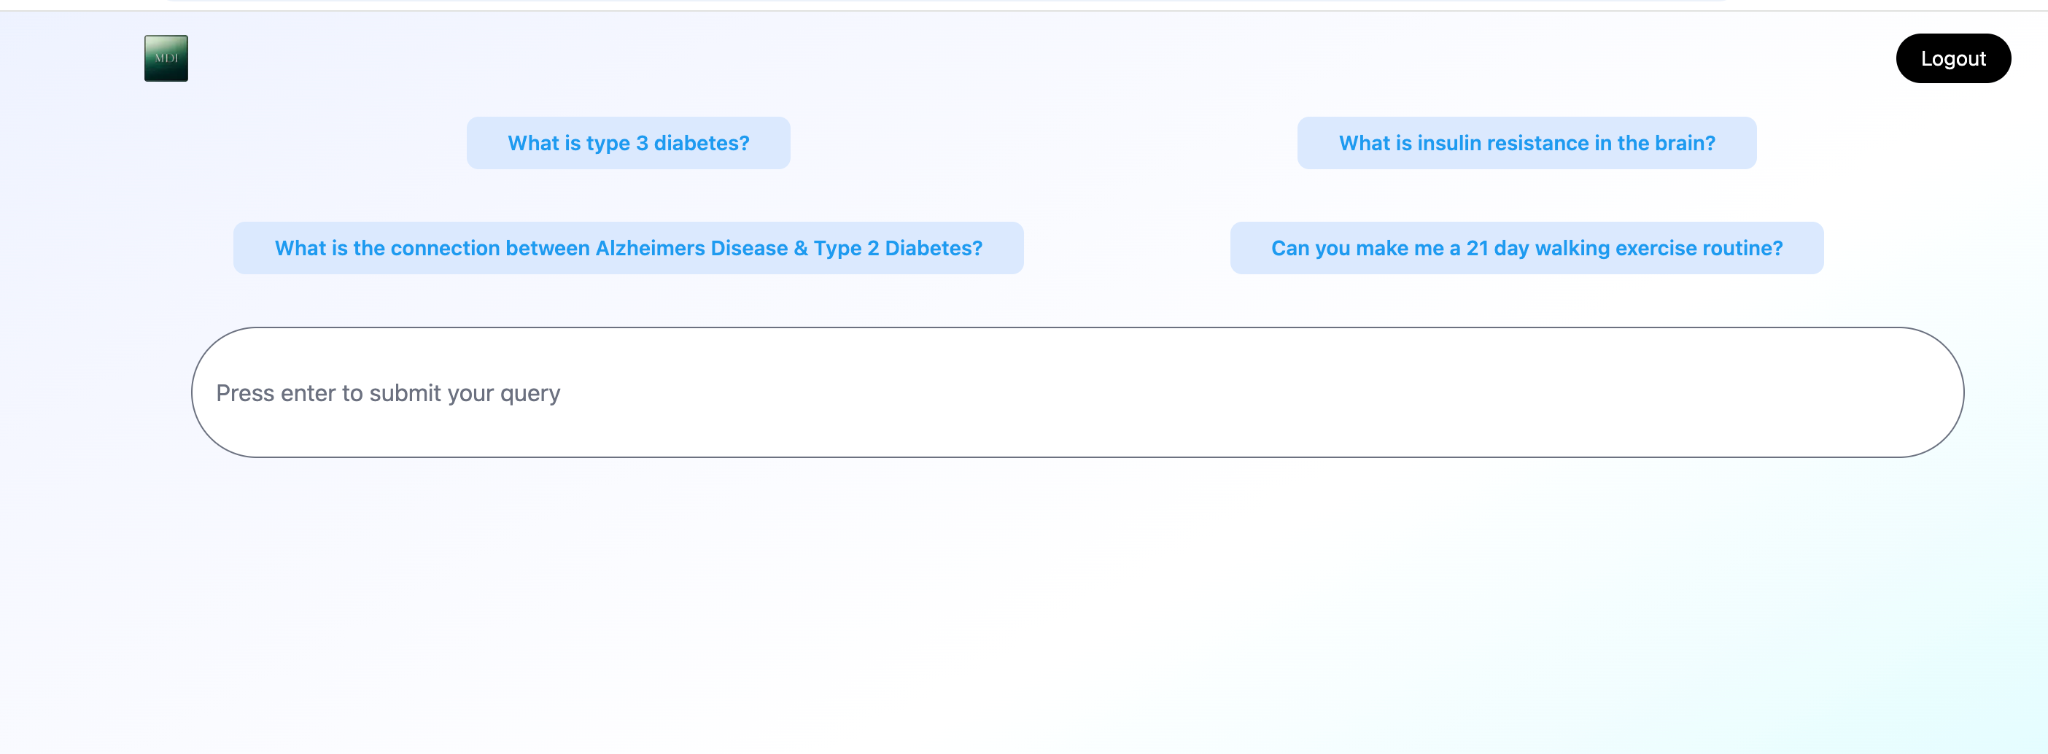 MDI
Logout
What is type 3 diabetes?
What is insulin resistance in the brain?
What is the connection between Alzheimers Disease & Type 2 Diabetes?
Can you make me a 21 day walking exercise routine?
Press enter to submit your query